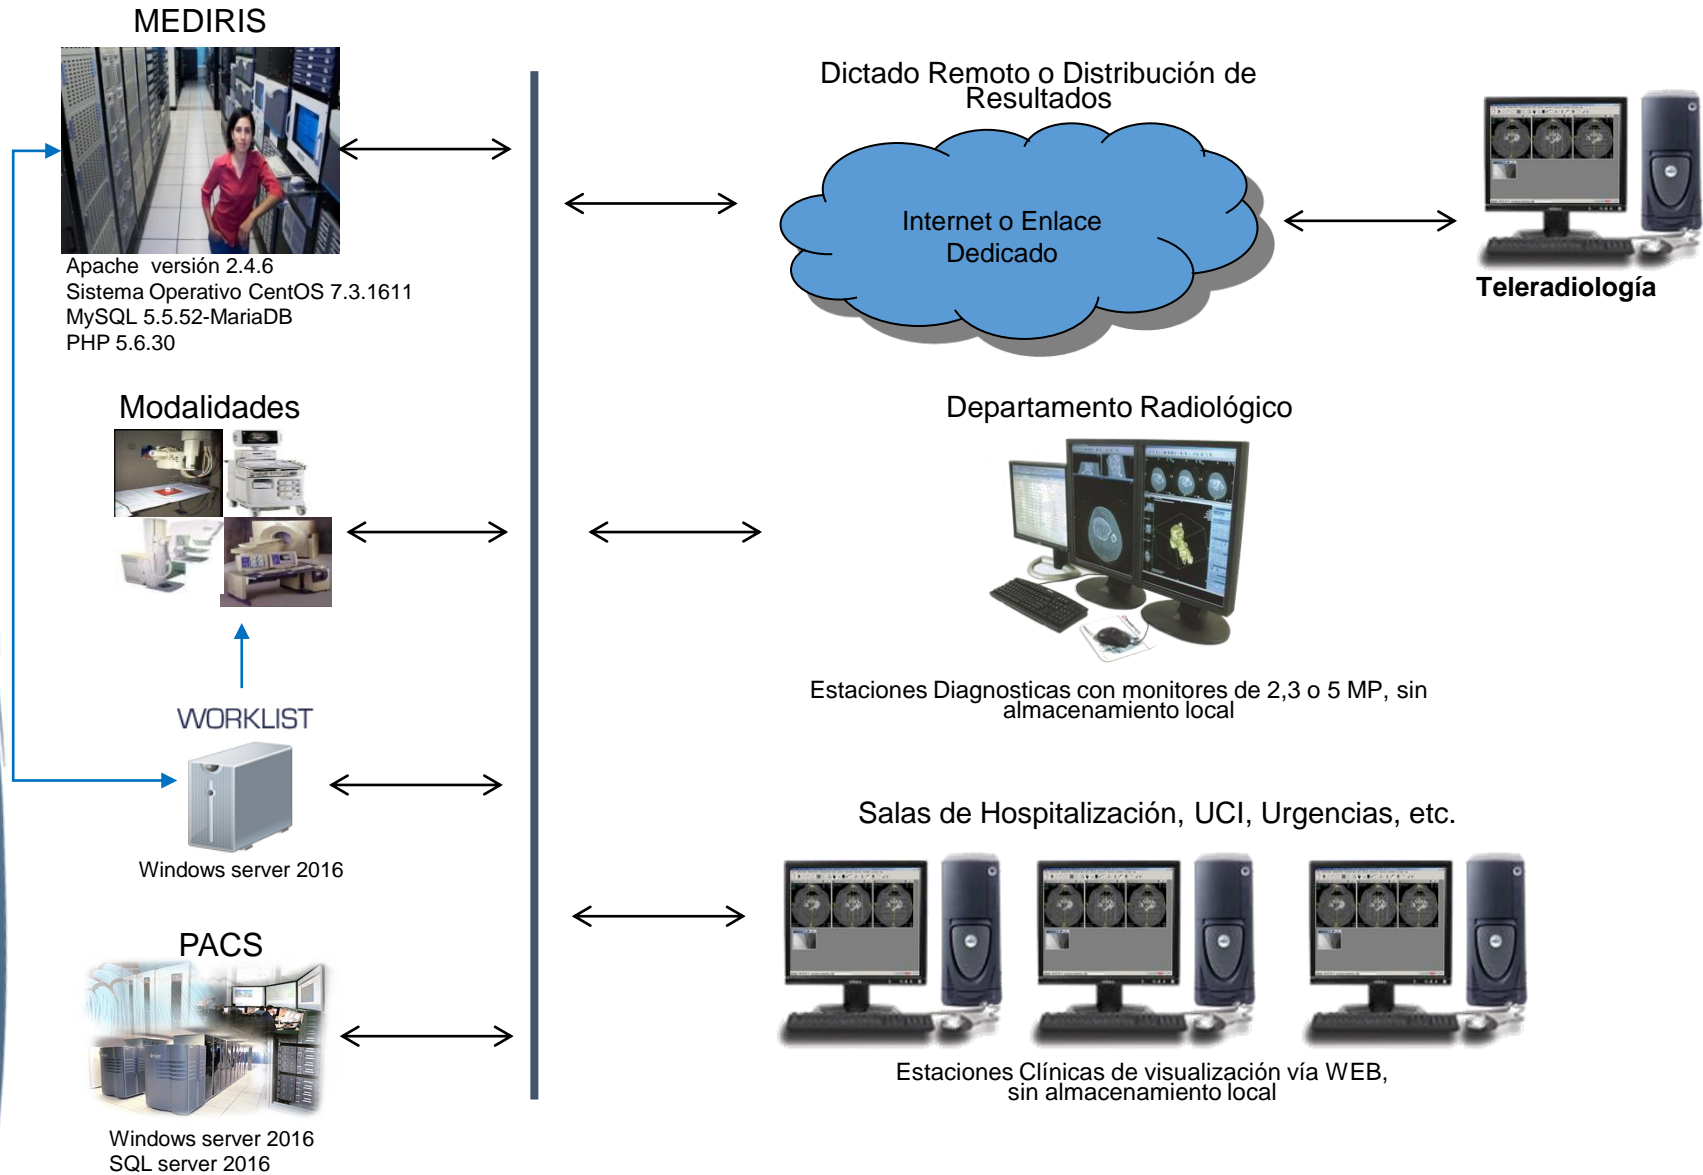 MEDIRIS
Apache versión 2.4.6
Sistema Operativo CentOS 7.3.1611
MySQL 5.5.52-MariaDB
PHP 5.6.30
Modalidades
WORKLIST
Windows server 2016
PACS
Windows server 2016
SQL server 2016
Dictado Remoto o Distribución de
Resultados
Internet o Enlace
Dedicado
Teleradiología
Departamento Radiológico
Estaciones Diagnosticas con monitores de 2,3 o 5 MP, sin
almacenamiento local
Salas de Hospitalización, UCI, Urgencias, etc.
Estaciones Clínicas de visualización vía WEB,
sin almacenamiento local